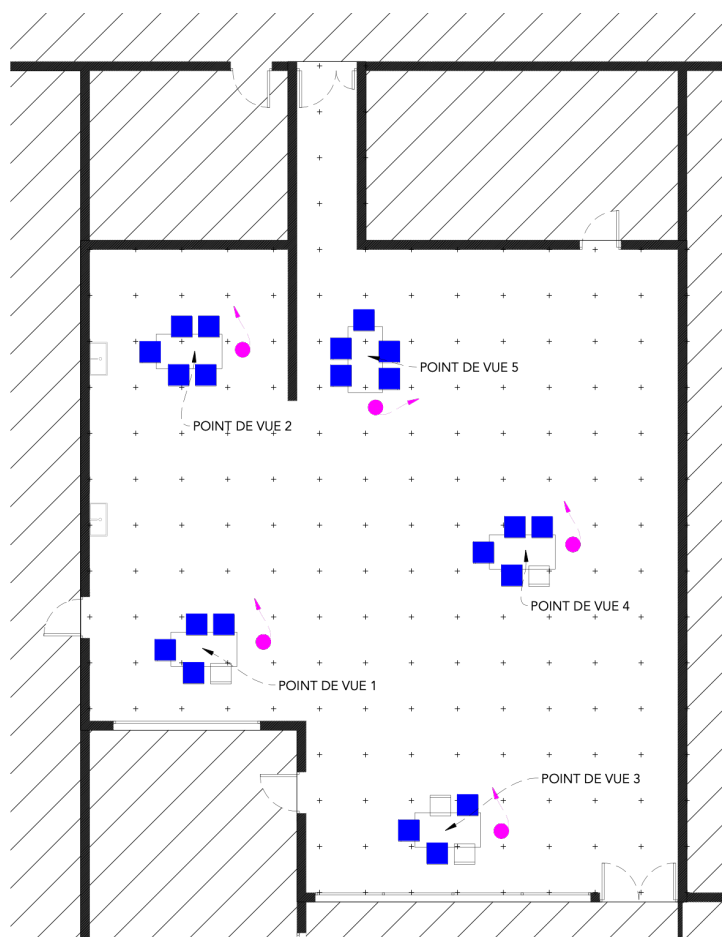 POINT DE VUE 5
POINT DE VUE 2
POINT DE VUE 4
POINT DE VUE 1
POINT DE VUE 3